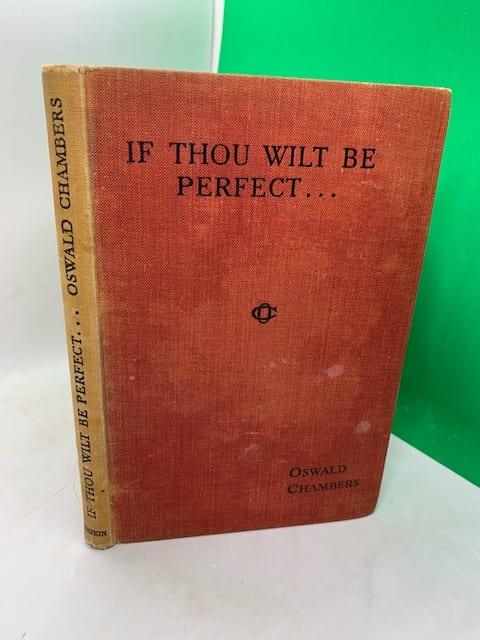 IF THOU WILT BE
PERFECT...
OC
OSWALD
CHAMBERS
IF THOU WILT BE PERFECT... OSWALD CHAMBERS